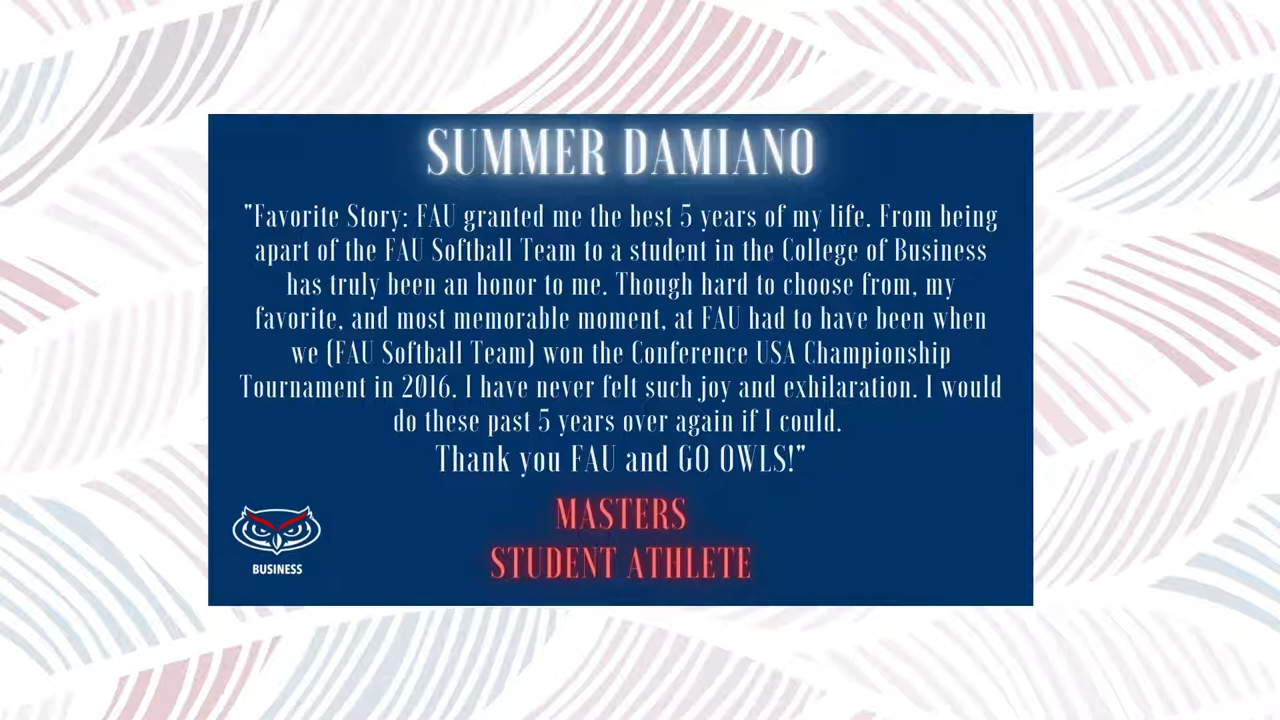 SUMMER DAMIANO
"Favorite Story: FAU granted me the best 5 years of my life. From being
apart of the FAU Softball Team to a student in the College of Business
has truly been an honor to me. Though hard to choose from, my
favorite, and most memorable moment, at FAU had to have been when
we (FAU Softball Team) won the Conference USA Championship
Tournament in 2016. I have never felt such joy and exhilaration. I would
do these past 5 years over again if I could.
Thank you FAU and GO OWLS!"
MASTERS
STUDENT ATHLETE
BUSINESS